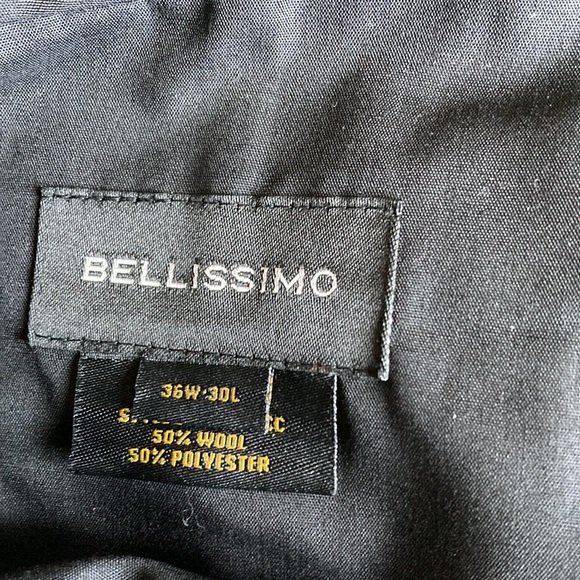 BELLISSIMO
36W-30L
50% WOOL
50% POLYESTER